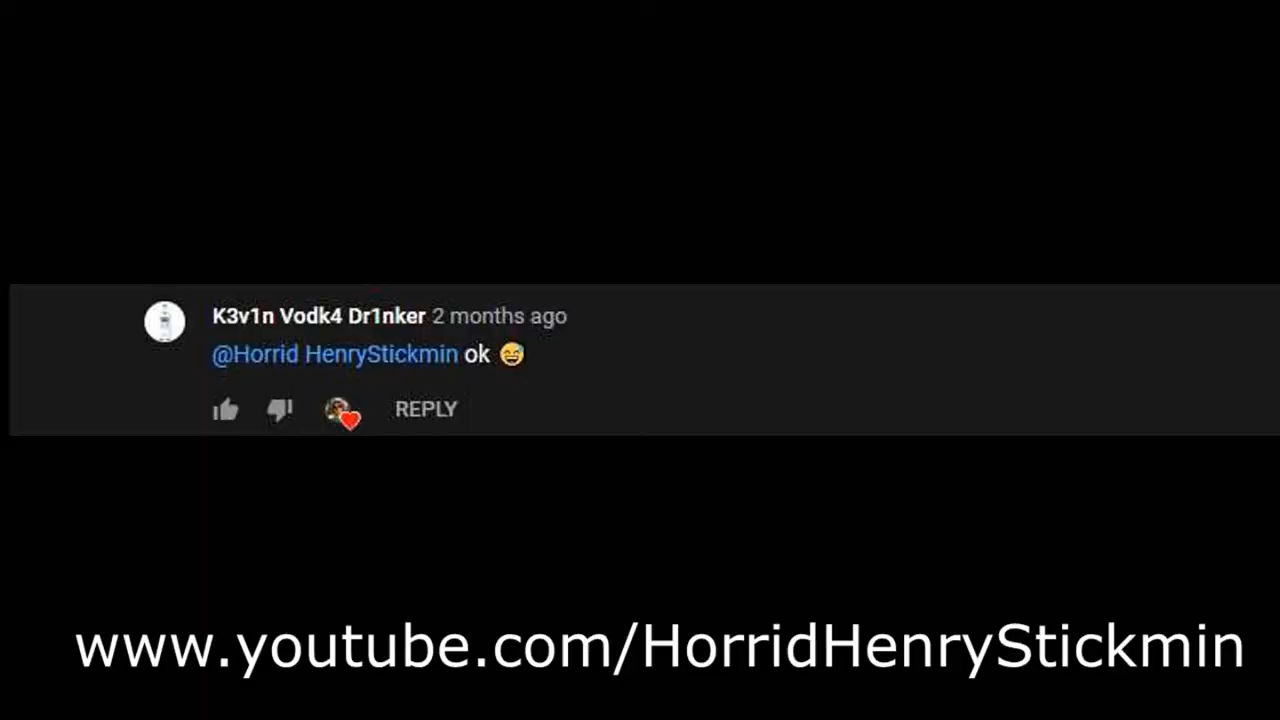 K3v1n Vodk4 Dr1nker 2 months ago
@Horrid HenryStickmin ok 😅
REPLY
www.youtube.com/HorridHenryStickmin